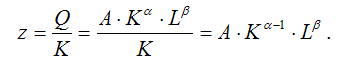 z = Q/K = (A · K^α · L^β)/K = A · K^(α−1) · L^β .